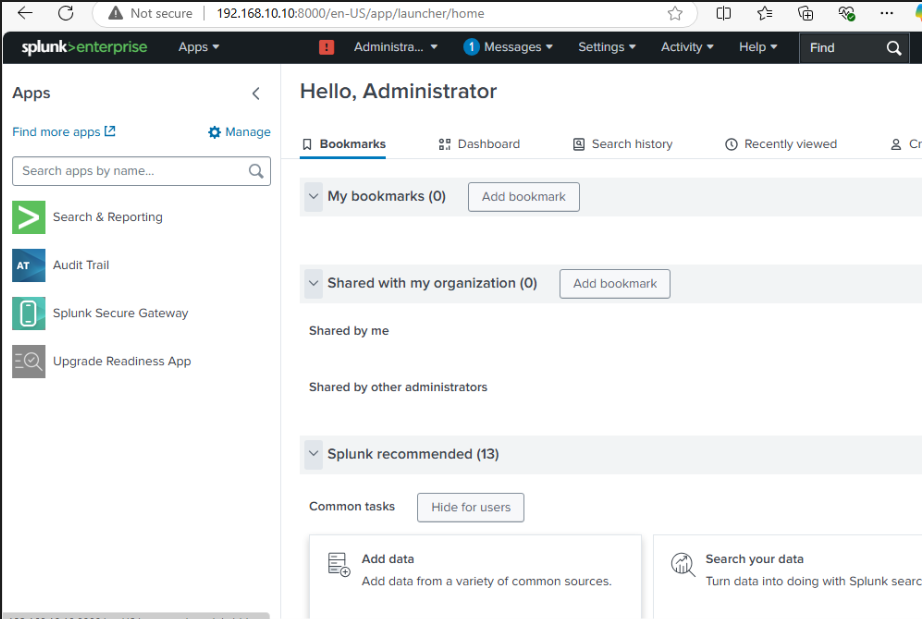 Not secure 192.168.10.10:8000/en-US/app/launcher/home
splunk>enterprise Apps Administra... 1 Messages Settings Activity Help Find
Apps
Find more apps Manage
Search apps by name...
Search & Reporting
AT Audit Trail
Splunk Secure Gateway
Upgrade Readiness App
Hello, Administrator
Bookmarks Dashboard Search history Recently viewed Cr
My bookmarks (0) Add bookmark
Shared with my organization (0) Add bookmark
Shared by me
Shared by other administrators
Splunk recommended (13)
Common tasks Hide for users
Add data
Add data from a variety of common sources.
Search your data
Turn data into doing with Splunk searc